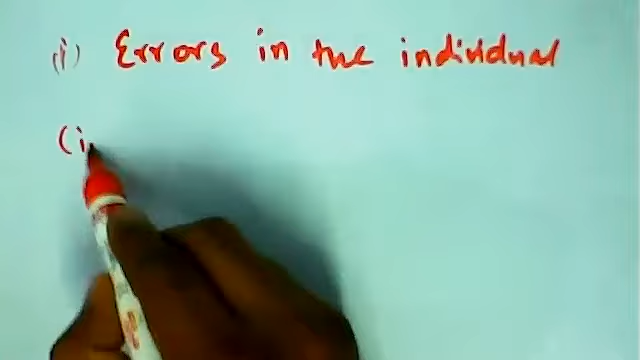 (i) Errors in the individual
(i